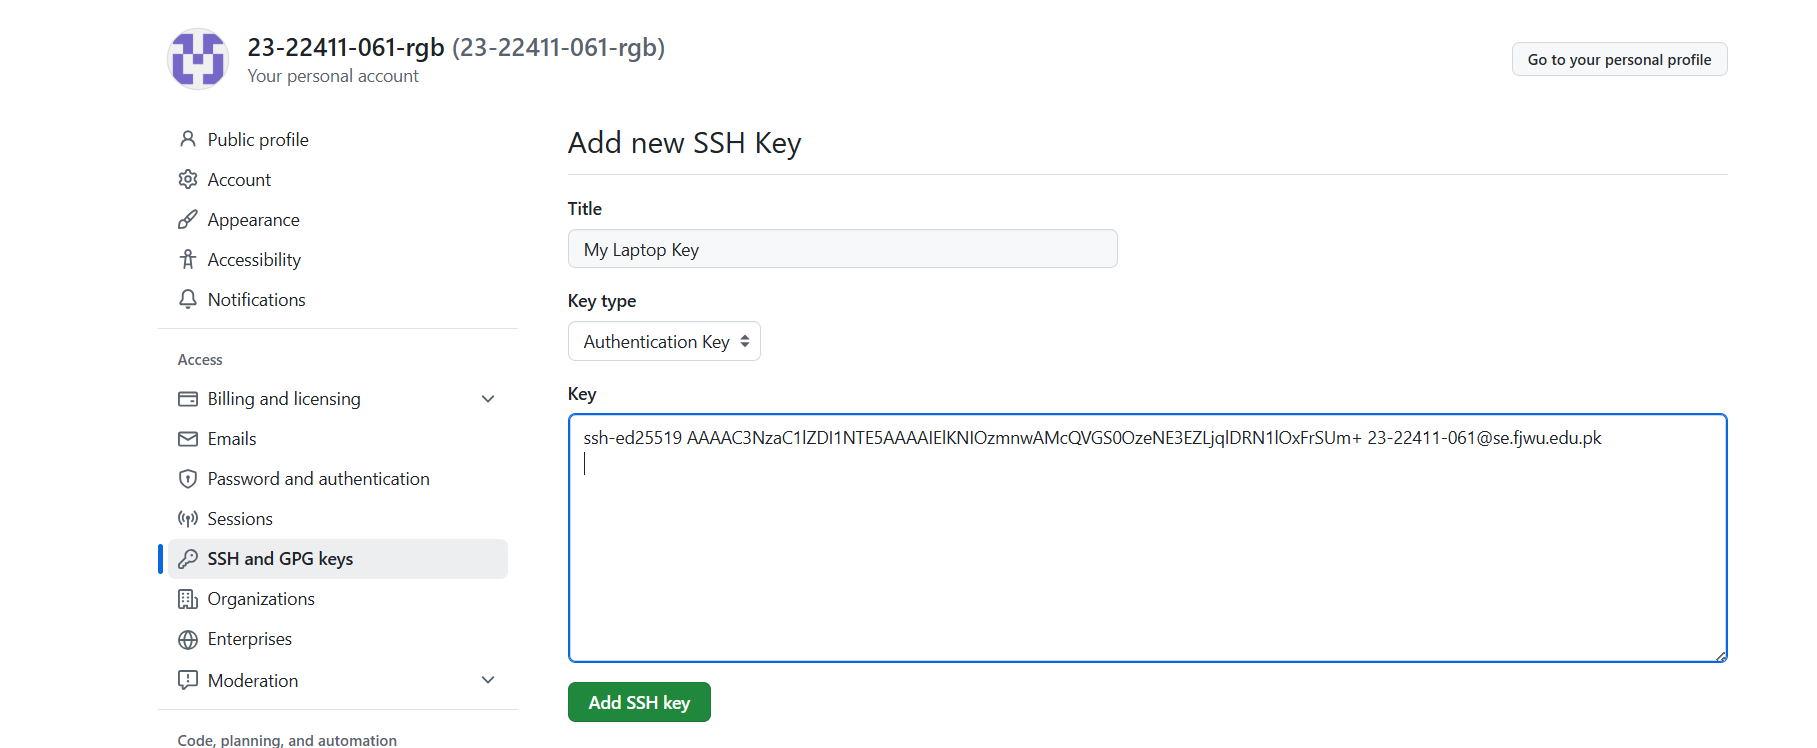 23-22411-061-rgb (23-22411-061-rgb)
Your personal account
Go to your personal profile
Public profile
Account
Appearance
Accessibility
Notifications
Access
Billing and licensing
Emails
Password and authentication
Sessions
SSH and GPG keys
Organizations
Enterprises
Moderation
Code, planning, and automation
Add new SSH Key
Title
My Laptop Key
Key type
Authentication Key
Key
ssh-ed25519 AAAAC3NzaC1lZDI1NTE5AAAAIElKNIOzmnwAMcQVGS0OzeNE3EZLjqlDRN1lOxFrSUm+ 23-22411-061@se.fjwu.edu.pk
Add SSH key